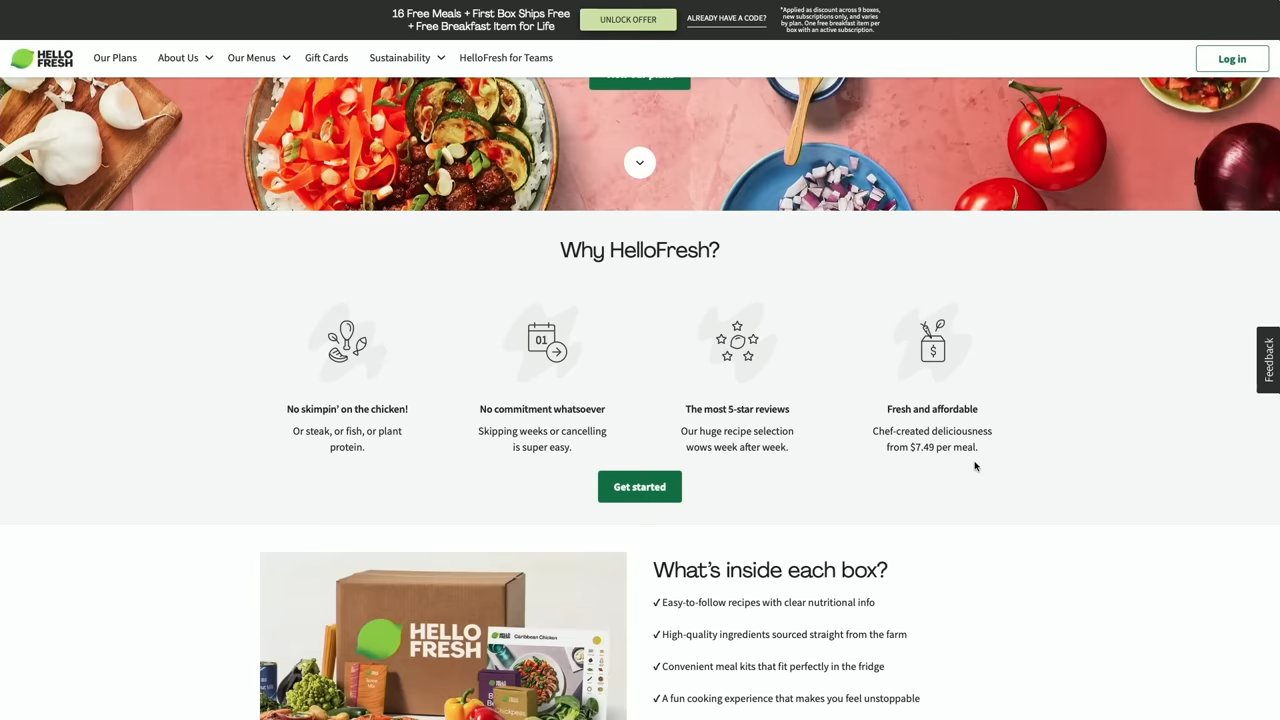 16 Free Meals + First Box Ships Free
+ Free Breakfast Item for Life
UNLOCK OFFER
ALREADY HAVE A CODE?
*Applied as discount across 9 boxes,
new subscriptions only, and varies
by plan. One free breakfast item per
box with an active subscription.
HELLO
FRESH
Our Plans
About Us
Our Menus
Gift Cards
Sustainability
HelloFresh for Teams
Log in
Why HelloFresh?
01
$
No skimpin' on the chicken!
Or steak, or fish, or plant
protein.
No commitment whatsoever
Skipping weeks or cancelling
is super easy.
The most 5-star reviews
Our huge recipe selection
wows week after week.
Fresh and affordable
Chef-created deliciousness
from $7.49 per meal.
Get started
Feedback
HELLO
FRESH
Caribbean Chicken
What's inside each box?
✓ Easy-to-follow recipes with clear nutritional info
✓ High-quality ingredients sourced straight from the farm
✓ Convenient meal kits that fit perfectly in the fridge
✓ A fun cooking experience that makes you feel unstoppable